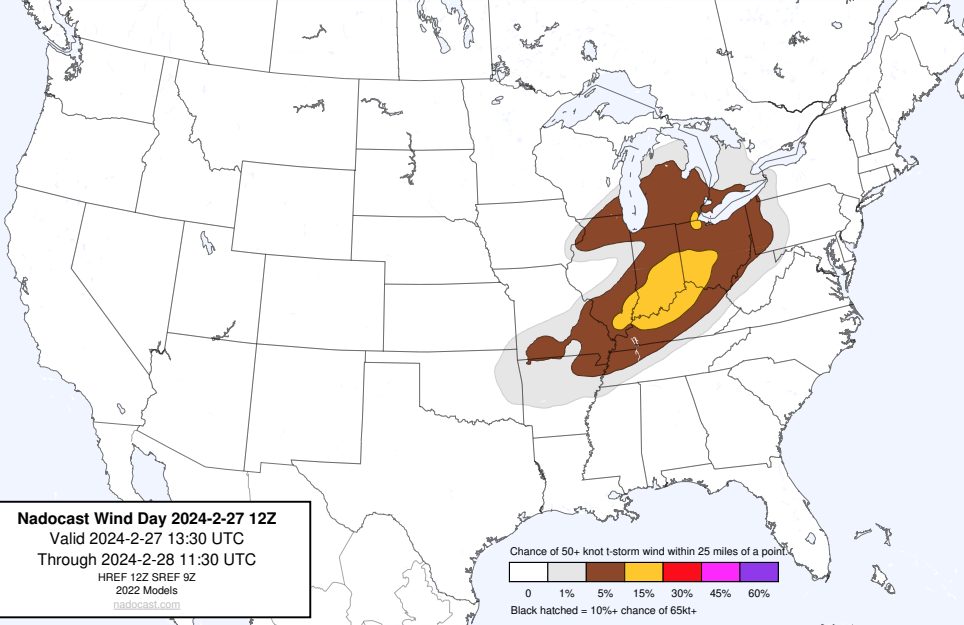 Nadocast Wind Day 2024-2-27 12Z
Valid 2024-2-27 13:30 UTC
Through 2024-2-28 11:30 UTC
HREF 12Z SREF 9Z
2022 Models
nadocast.com
Chance of 50+ knot t-storm wind within 25 miles of a point.
0 1% 5% 15% 30% 45% 60%
Black hatched = 10%+ chance of 65kt+